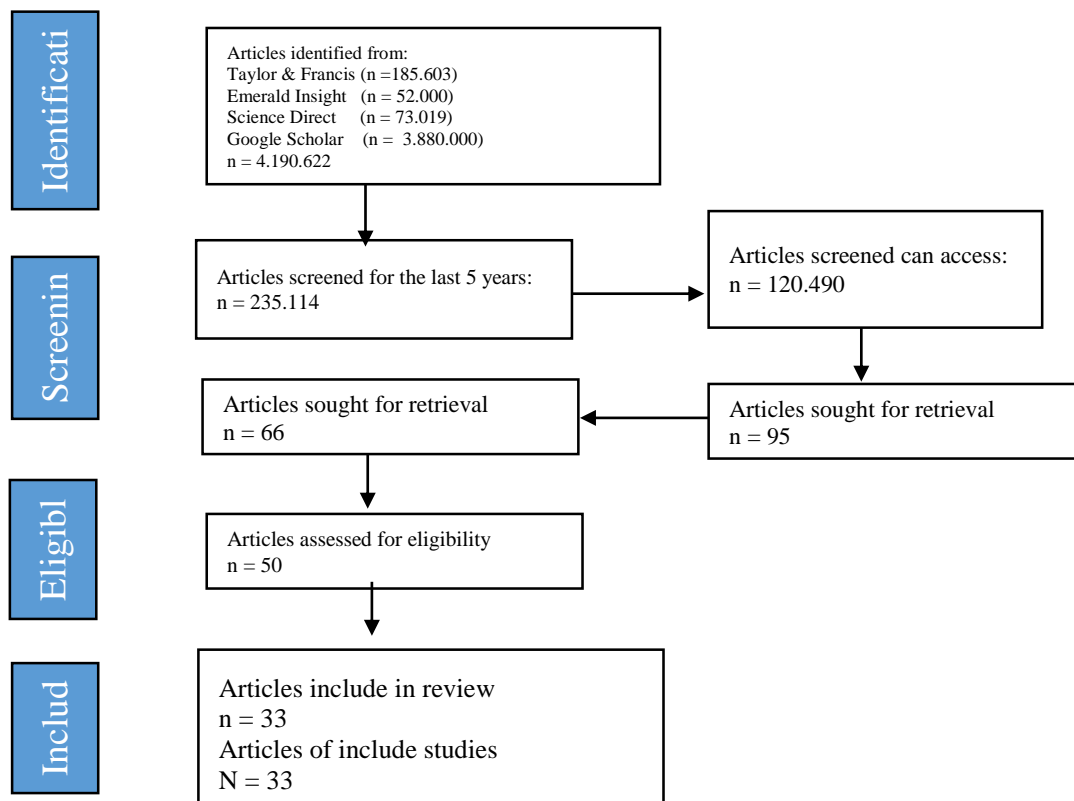 Identificati
Articles identified from:
Taylor & Francis (n =185.603)
Emerald Insight (n = 52.000)
Science Direct (n = 73.019)
Google Scholar (n = 3.880.000)
n = 4.190.622
Screenin
Articles screened for the last 5 years:
n = 235.114
Articles screened can access:
n = 120.490
Articles sought for retrieval
n = 66
Articles sought for retrieval
n = 95
Eligibl
Articles assessed for eligibility
n = 50
Includ
Articles include in review
n = 33
Articles of include studies
N = 33